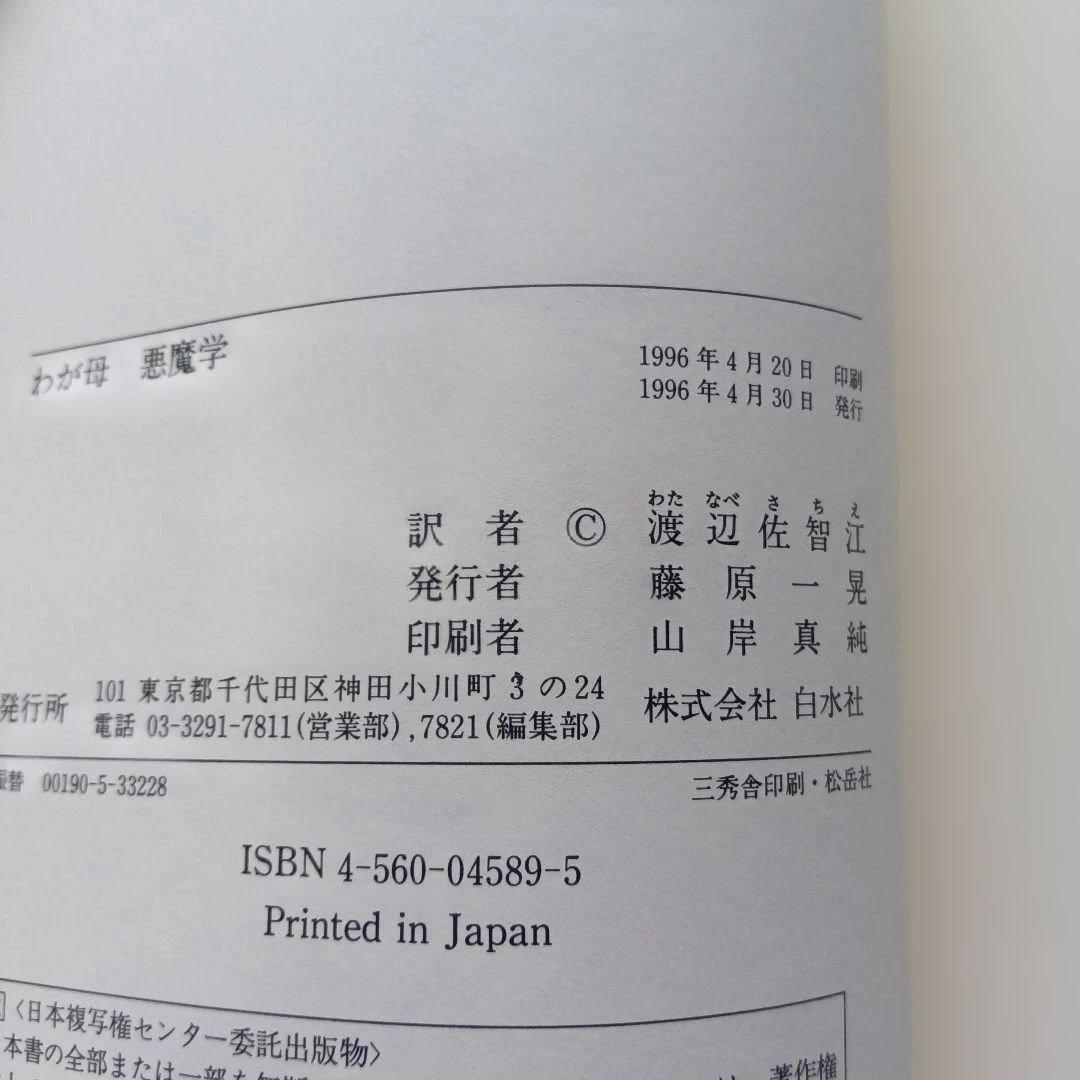 わが母 悪魔学
1996年4月20日 印刷
1996年4月30日 発行
わた なべ さ ち え
訳者 © 渡辺佐智江
発行者 藤原一晃
印刷者 山岸真純
発行所 101 東京都千代田区神田小川町3の24 株式会社 白水社
電話 03-3291-7811(営業部),7821(編集部)
振替 00190-5-33228 三秀舎印刷・松岳社
ISBN 4-560-04589-5
Printed in Japan
〈日本複写権センター委託出版物〉
本書の全部または一部を無断
著作権